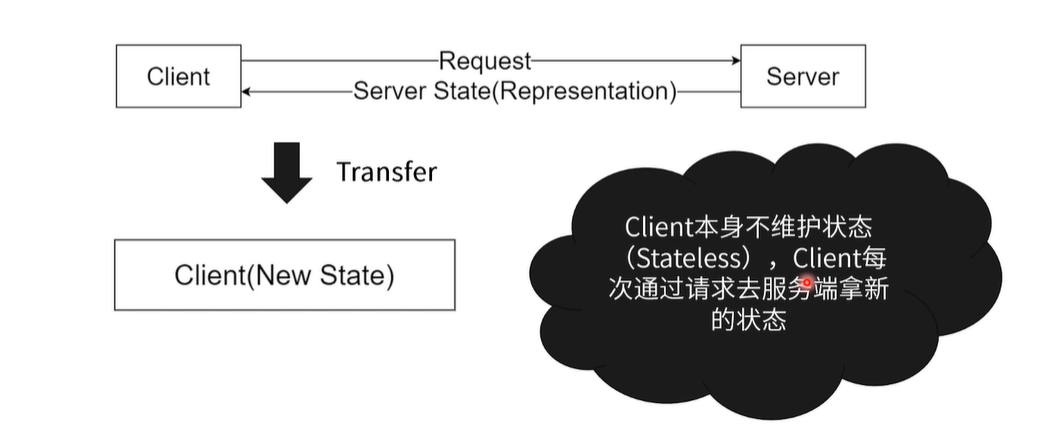 Client
Request
Server State(Representation)
Server
Transfer
Client(New State)
Client本身不维护状态
（Stateless），Client每
次通过请求去服务端拿新
的状态